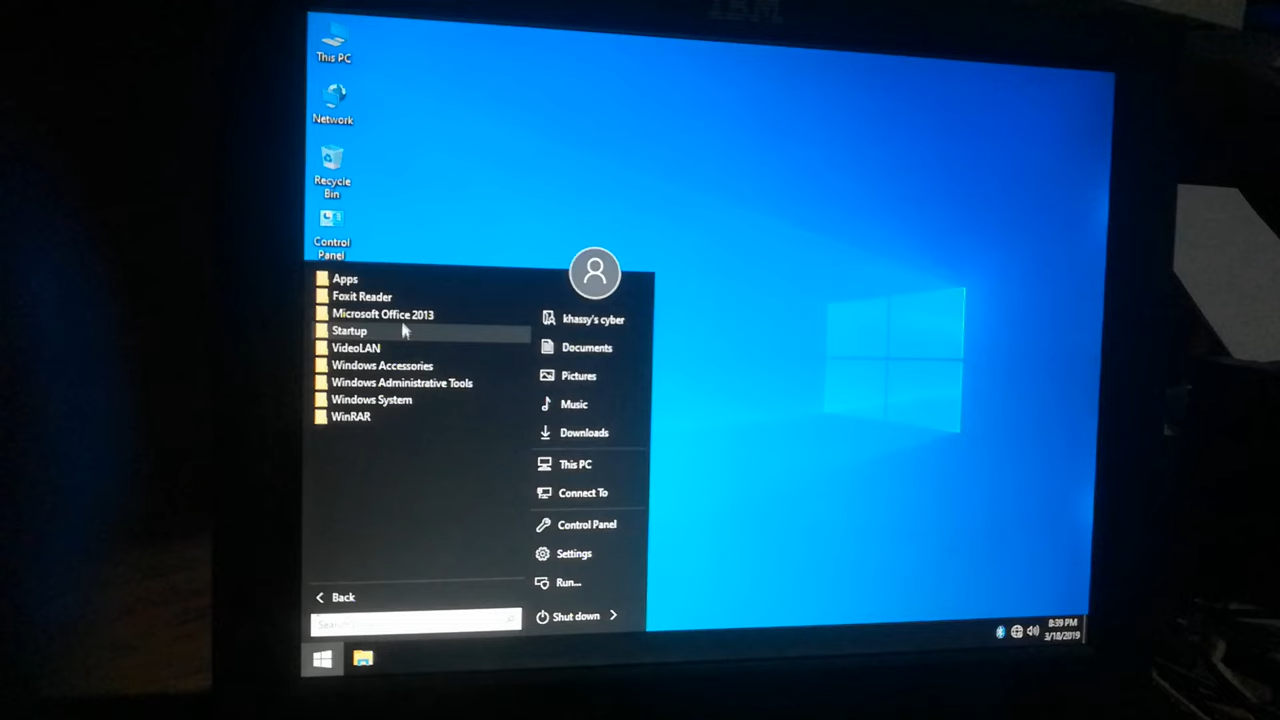 IBM
This PC
Network
Recycle
Bin
Control
Panel
Apps
Foxit Reader
Microsoft Office 2013
Startup
VideoLAN
Windows Accessories
Windows Administrative Tools
Windows System
WinRAR
Back
Search
khassy's cyber
Documents
Pictures
Music
Downloads
This PC
Connect To
Control Panel
Settings
Run...
Shut down
8:39 PM
3/18/2019